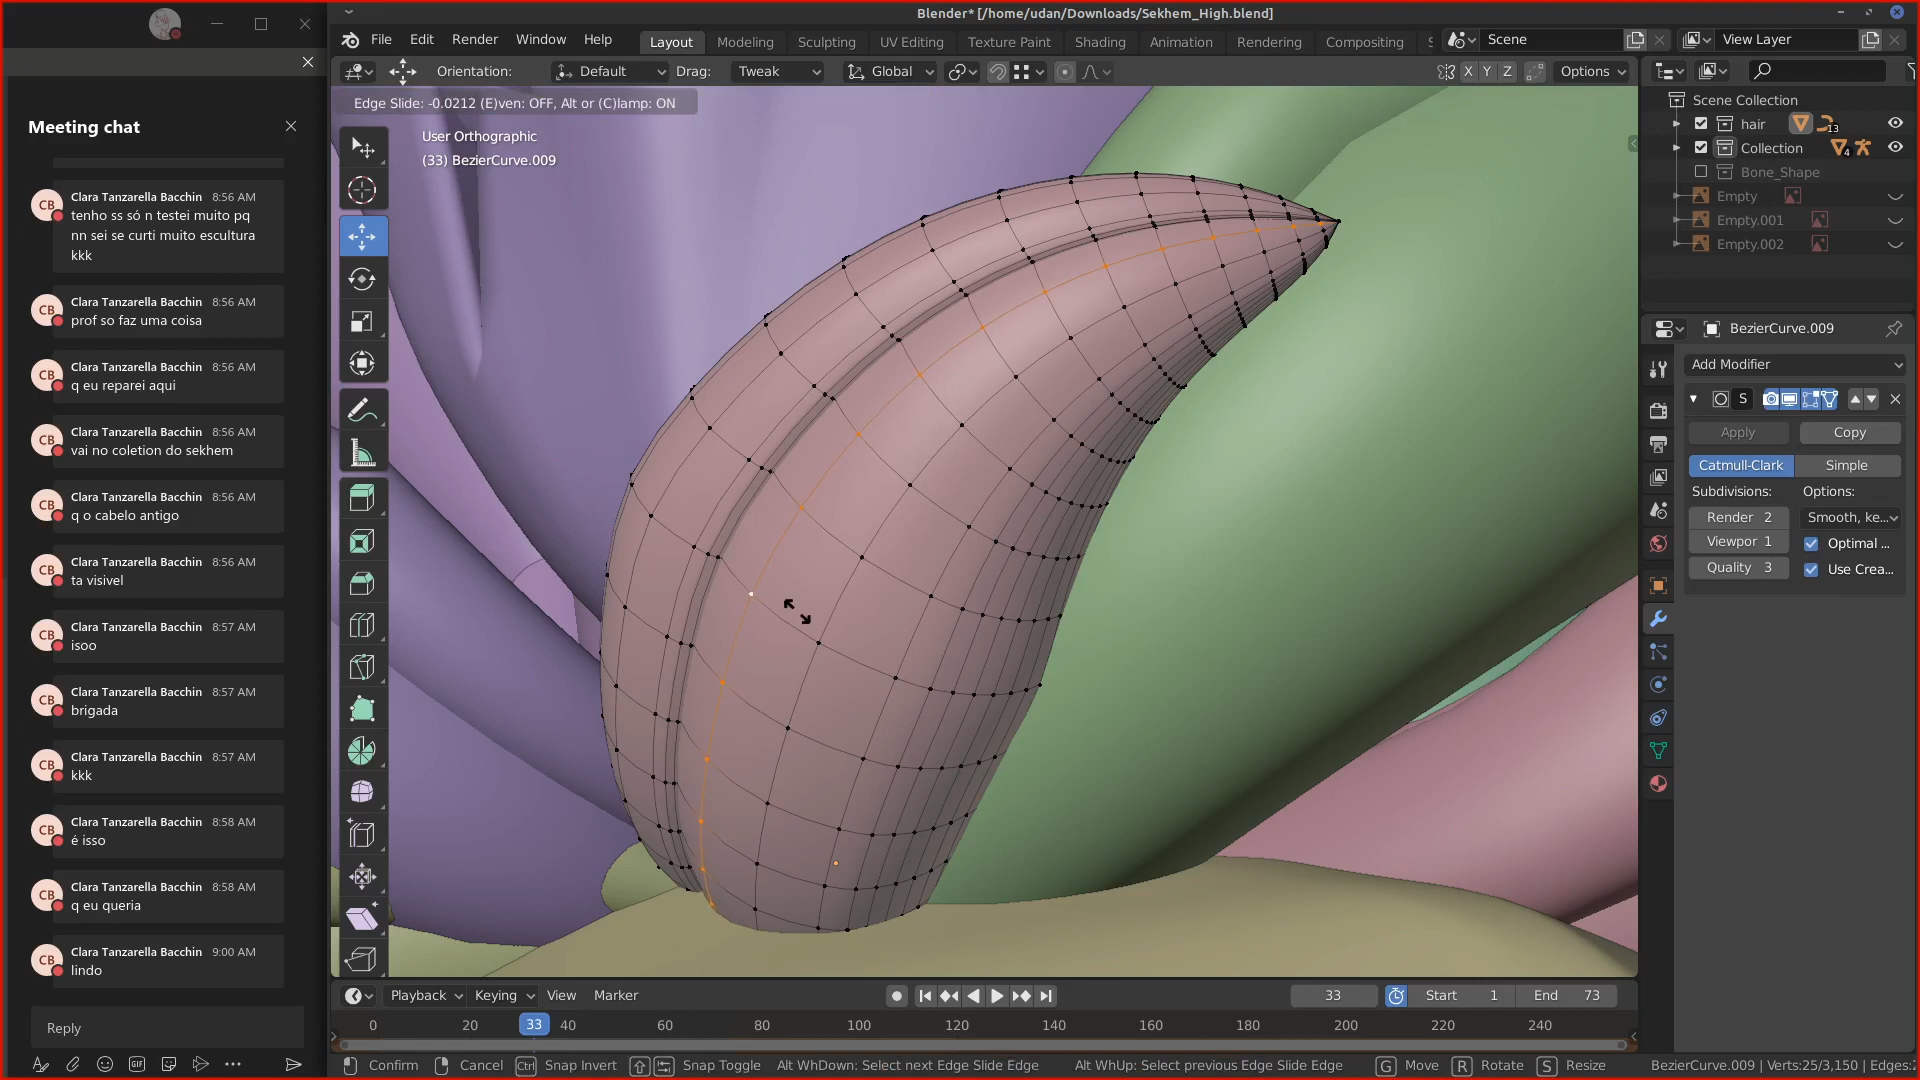 Meeting chat
Clara Tanzarella Bacchin 8:56 AM
tenho ss só n testei muito pq
nn sei se curti muito escultura
kkk
CB
Clara Tanzarella Bacchin 8:56 AM
prof so faz uma coisa
CB
Clara Tanzarella Bacchin 8:56 AM
q eu reparei aqui
CB
Clara Tanzarella Bacchin 8:56 AM
vai no coletion do sekhem
CB
Clara Tanzarella Bacchin 8:56 AM
q o cabelo antigo
CB
Clara Tanzarella Bacchin 8:56 AM
ta visivel
CB
Clara Tanzarella Bacchin 8:57 AM
isoo
CB
Clara Tanzarella Bacchin 8:57 AM
brigada
CB
Clara Tanzarella Bacchin 8:57 AM
kkk
CB
Clara Tanzarella Bacchin 8:58 AM
é isso
CB
Clara Tanzarella Bacchin 8:58 AM
q eu queria
CB
Clara Tanzarella Bacchin 9:00 AM
lindo
CB
Reply
GIF
Blender* [/home/udan/Downloads/Sekhem_High.blend]
File Edit Render Window Help
Layout Modeling Sculpting UV Editing Texture Paint Shading Animation Rendering Compositing
Scene
View Layer
Orientation: Default Drag: Tweak Global X Y Z Options
Edge Slide: -0.0212 (E)ven: OFF, Alt or (C)lamp: ON
User Orthographic
(33) BezierCurve.009
Scene Collection
hair 13
Collection 4
Bone_Shape
Empty
Empty.001
Empty.002
BezierCurve.009
Add Modifier
S
Apply Copy
Catmull-Clark Simple
Subdivisions: Options:
Render 2 Smooth, ke...
Viewpor 1 Optimal ...
Quality 3 Use Crea...
Playback Keying View Marker 33 Start 1 End 73
0 20 33 40 60 80 100 120 140 160 180 200 220 240
Confirm Cancel Ctrl Snap Invert Snap Toggle Alt WhDown: Select next Edge Slide Edge Alt WhUp: Select previous Edge Slide Edge G Move R Rotate S Resize BezierCurve.009 | Verts:25/3,150 | Edges: